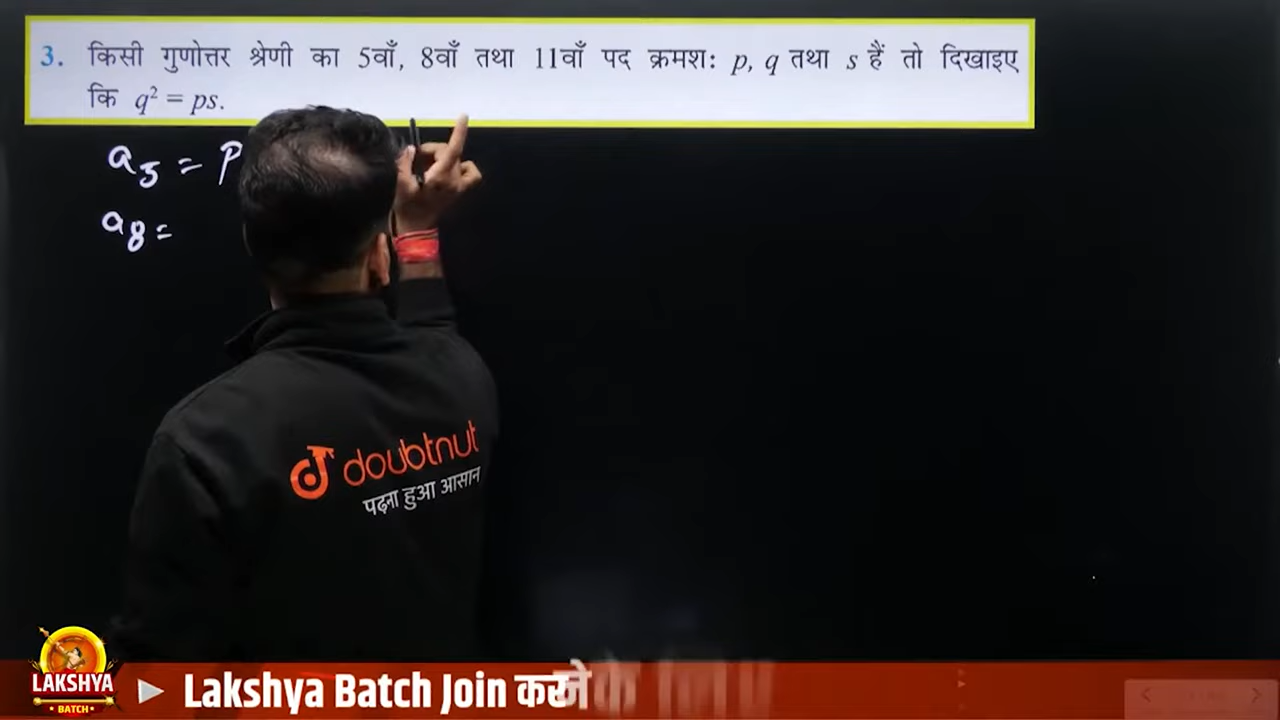 3. किसी गुणोत्तर श्रेणी का 5वाँ, 8वाँ तथा 11वाँ पद क्रमशः p, q तथा s हैं तो दिखाइए
कि q² = ps.
a₅ = p
a₈ =
doubtnut
पढ़ना हुआ आसान
LAKSHYA
BATCH
Lakshya Batch Join करने के